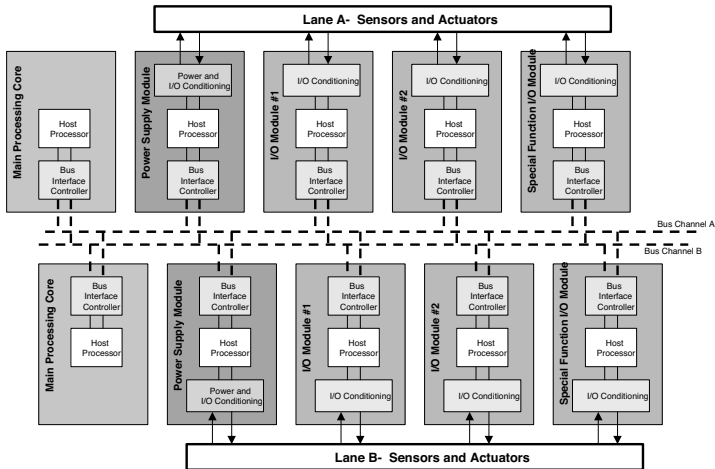 Lane A-  Sensors and Actuators
Main Processing Core
Host
Processor
Bus
Interface
Controller
Power Supply Module
Power and
I/O Conditioning
Host
Processor
Bus
Interface
Controller
I/O Module #1
I/O Conditioning
Host
Processor
Bus
Interface
Controller
I/O Module #2
I/O Conditioning
Host
Processor
Bus
Interface
Controller
Special Function I/O Module
I/O Conditioning
Host
Processor
Bus
Interface
Controller
Bus Channel A
Bus Channel B
Main Processing Core
Bus
Interface
Controller
Host
Processor
Power Supply Module
Bus
Interface
Controller
Host
Processor
Power and
I/O Conditioning
I/O Module #1
Bus
Interface
Controller
Host
Processor
I/O Conditioning
I/O Module #2
Bus
Interface
Controller
Host
Processor
I/O Conditioning
Special Function I/O Module
Bus
Interface
Controller
Host
Processor
I/O Conditioning
Lane B-  Sensors and Actuators